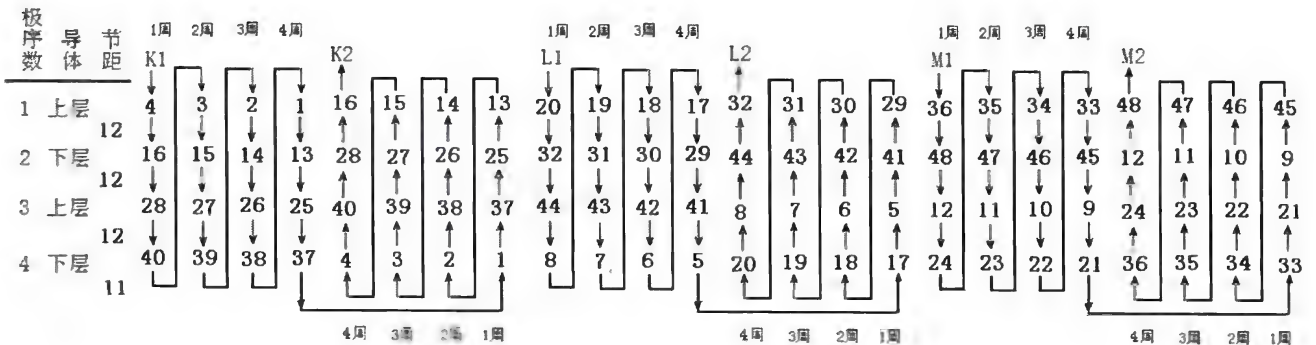 极序数 导体 节距
1周 2周 3周 4周 1周 2周 3周 4周 1周 2周 3周 4周
K1 K2 L1 L2 M1 M2
1 上层 4 3 2 1 16 15 14 13 20 19 18 17 32 31 30 29 36 35 34 33 48 47 46 45
12
2 下层 16 15 14 13 28 27 26 25 32 31 30 29 44 43 42 41 48 47 46 45 12 11 10 9
12
3 上层 28 27 26 25 40 39 38 37 44 43 42 41 8 7 6 5 12 11 10 9 24 23 22 21
12
4 下层 40 39 38 37 4 3 2 1 8 7 6 5 20 19 18 17 24 23 22 21 36 35 34 33
11
4周 3周 2周 1周 4周 3周 2周 1周 4周 3周 2周 1周